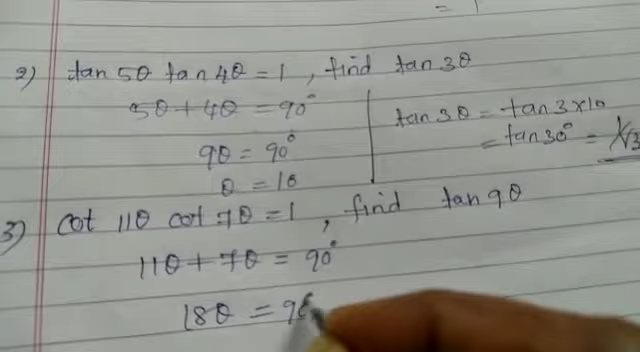 = 1
2) tan 5θ tan 4θ = 1 , find tan 3θ
5θ + 4θ = 90°
9θ = 90°
θ = 10
tan 3θ = tan 3×10
= tan 30° = 1/√3
3) cot 11θ cot 7θ = 1 , find tan 9θ
11θ + 7θ = 90°
18θ = 90